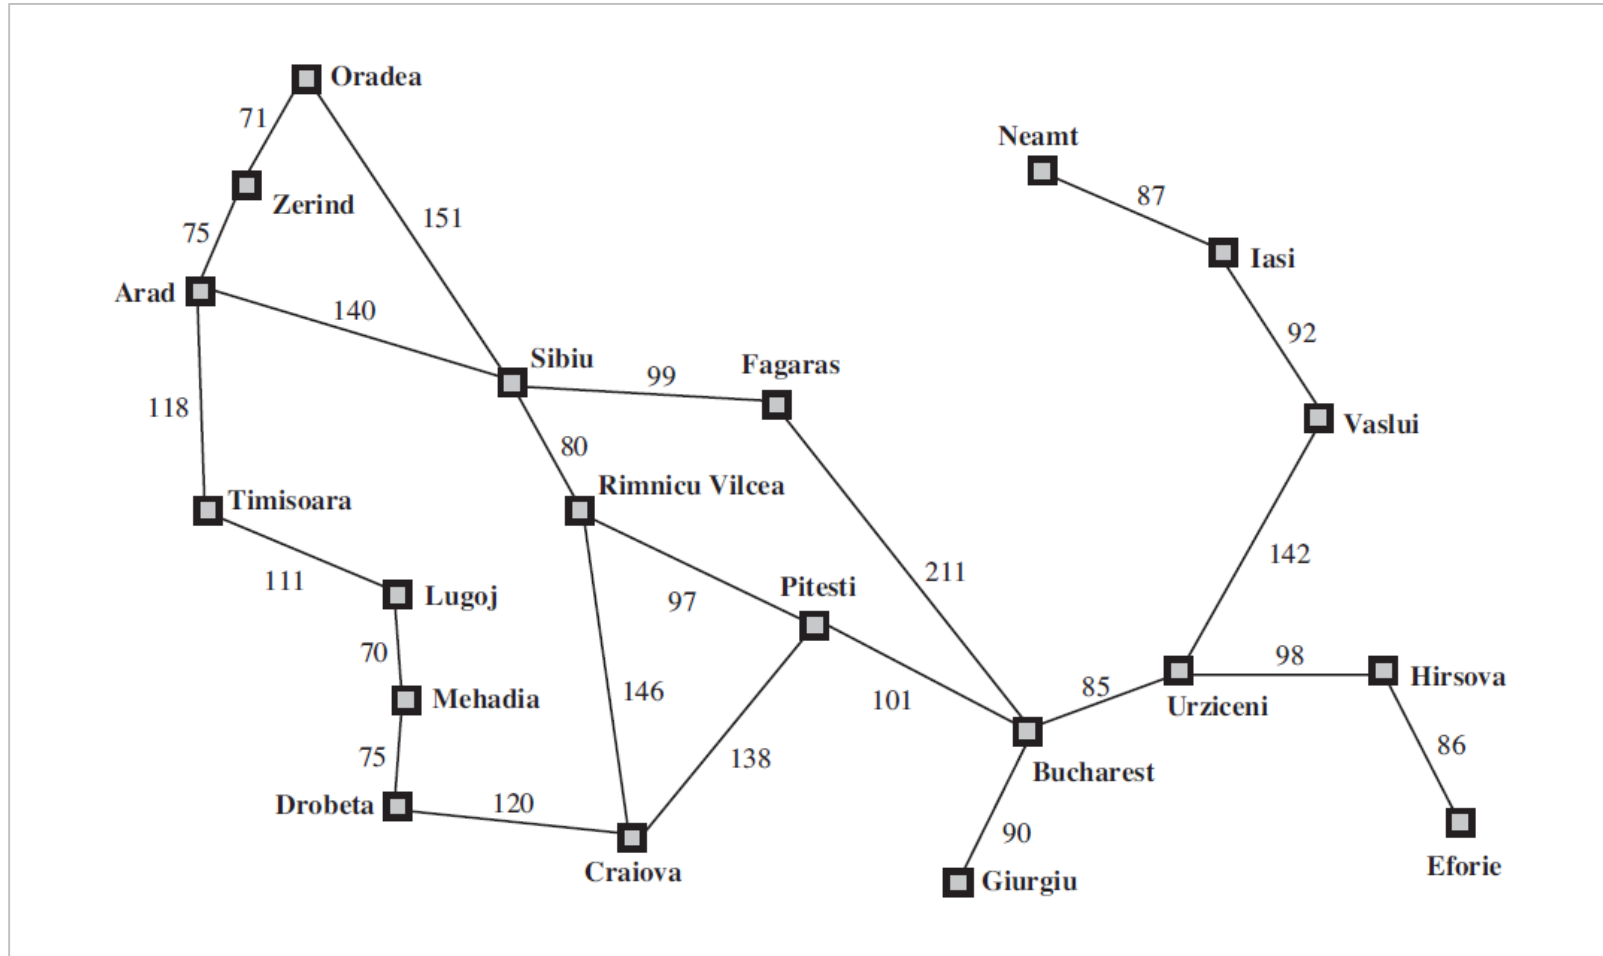 Oradea
71
Neamt
87
Zerind
151
75
Iasi
Arad
140
92
Sibiu
Fagaras
99
118
Vaslui
80
Rimnicu Vilcea
Timisoara
142
211
111
Pitesti
Lugoj
97
70
98
Hirsova
146
85
Mehadia
101
Urziceni
86
138
75
Bucharest
Drobeta
120
90
Eforie
Craiova
Giurgiu